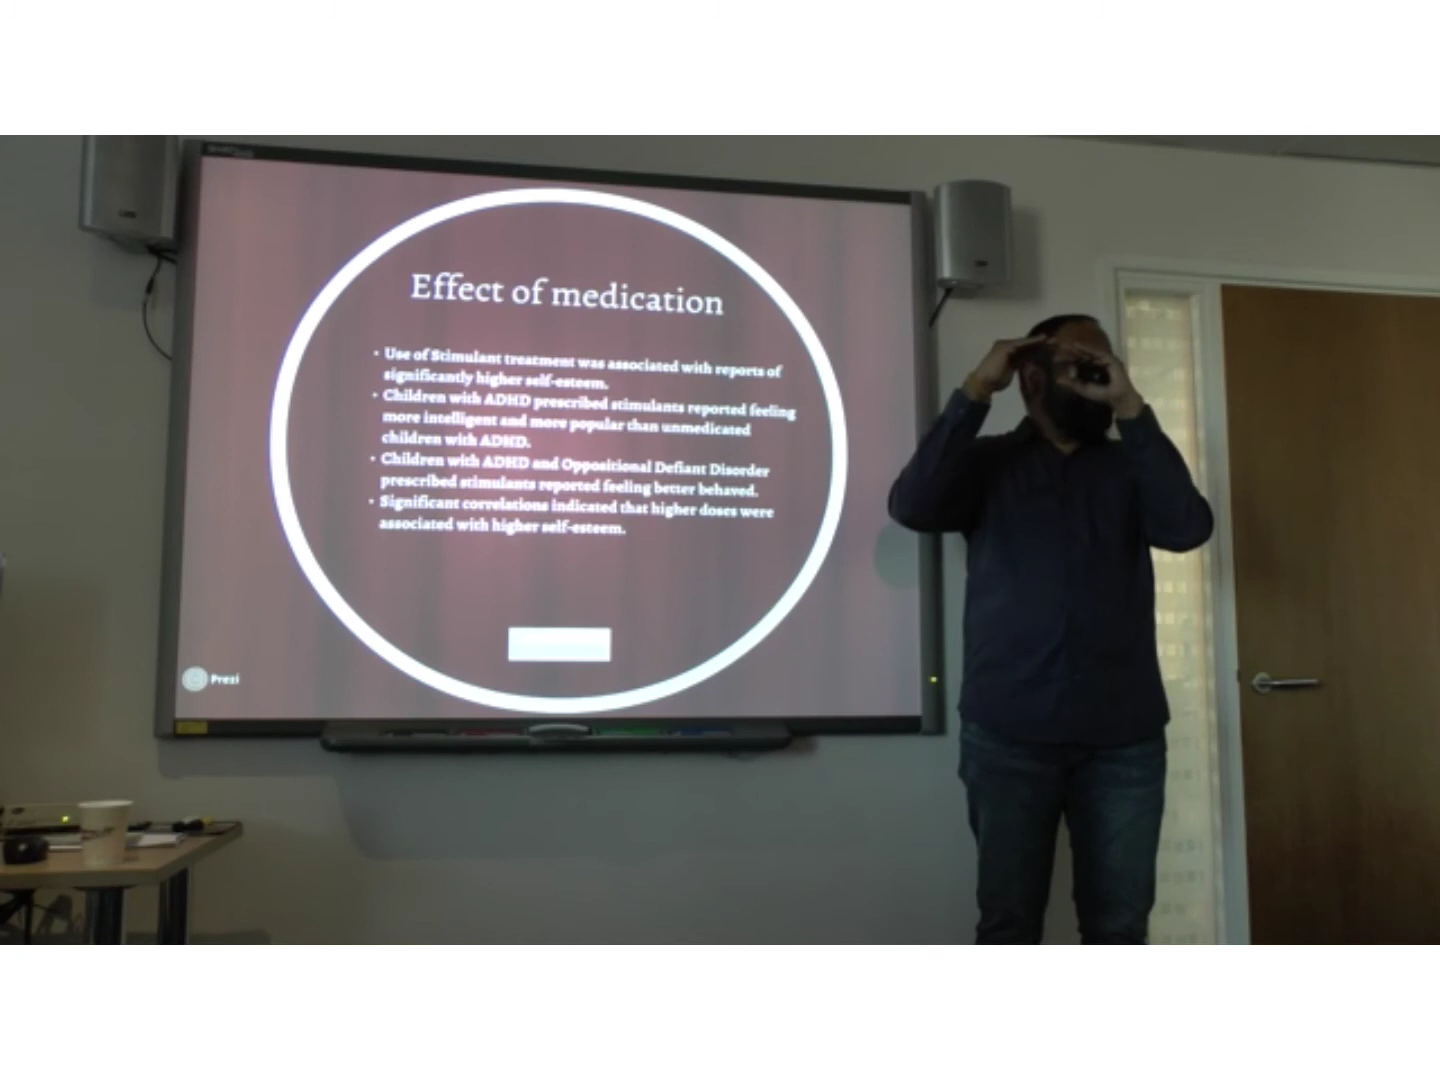 Effect of medication
• Use of Stimulant treatment was associated with reports of
significantly higher self-esteem.
• Children with ADHD prescribed stimulants reported feeling
more intelligent and more popular than unmedicated
children with ADHD.
• Children with ADHD and Oppositional Defiant Disorder
prescribed stimulants reported feeling better behaved.
• Significant correlations indicated that higher doses were
associated with higher self-esteem.
Prezi